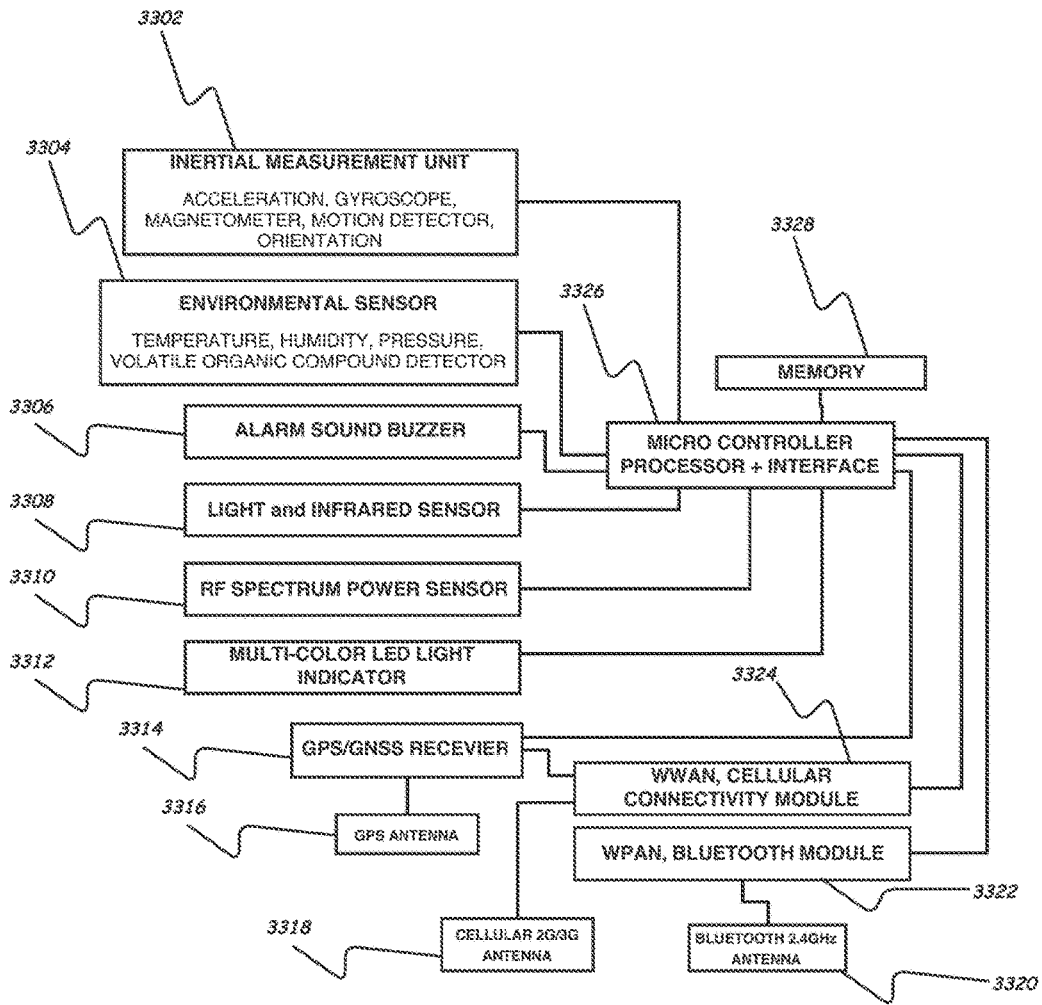 3302
3304
INERTIAL MEASUREMENT UNIT
ACCELERATION, GYROSCOPE,
MAGNETOMETER, MOTION DETECTOR,
ORIENTATION
3328
ENVIRONMENTAL SENSOR
TEMPERATURE, HUMIDITY, PRESSURE,
VOLATILE ORGANIC COMPOUND DETECTOR
3326
MEMORY
3306
ALARM SOUND BUZZER
MICRO CONTROLLER
PROCESSOR + INTERFACE
3308
LIGHT and INFRARED SENSOR
3310
RF SPECTRUM POWER SENSOR
3312
MULTI-COLOR LED LIGHT
INDICATOR
3324
3314
GPS/GNSS RECEVIER
WWAN, CELLULAR
CONNECTIVITY MODULE
3316
GPS ANTENNA
WPAN, BLUETOOTH MODULE
3322
3318
CELLULAR 2G/3G
ANTENNA
BLUETOOTH 2.4GHz
ANTENNA
3320